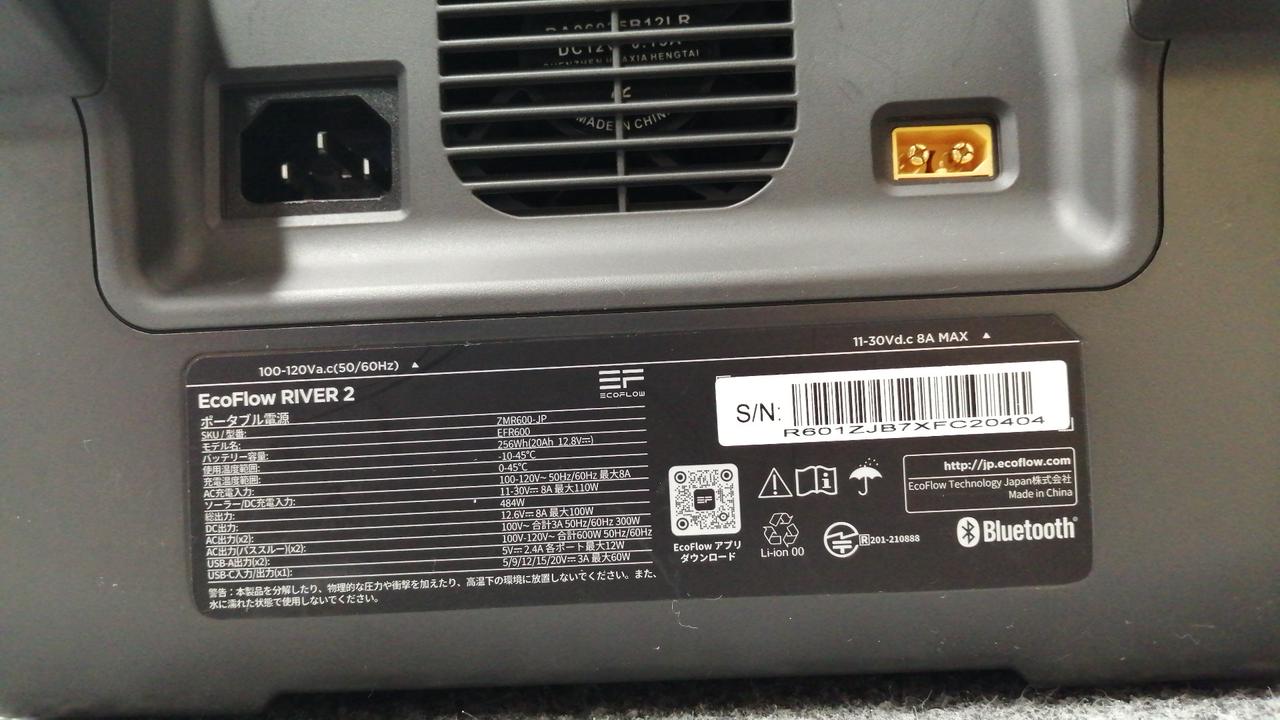 DC12V 0.15A
SHENZHEN HUAXIA HENGTAI
MADE IN CHINA
100-120Va.c(50/60Hz) ▲
11-30Vd.c 8A MAX ▲
EcoFlow RIVER 2
EF
ECOFLOW
ポータブル電源
SKU / 型番: ZMR600-JP
モデル名: EFR600
バッテリー容量: 256Wh(20Ah 12.8V⎓)
使用温度範囲: -10-45°C
充電温度範囲: 0-45°C
AC充電入力: 100-120V~ 50Hz/60Hz 最大8A
ソーラー/DC充電入力: 11-30V⎓ 8A 最大110W
総出力: 484W
DC出力: 12.6V⎓ 8A 最大100W
AC出力(x2): 100V~ 合計3A 50Hz/60Hz 300W
AC出力(バススルー)(x2): 100V-120V~ 合計600W 50Hz/60Hz
USB-A出力(x2): 5V⎓ 2.4A 各ポート最大12W
USB-C入力/出力(x1): 5/9/12/15/20V⎓ 3A 最大60W
警告：本製品を分解したり、物理的な圧力や衝撃を加えたり、高温下の環境に放置しないでください。また、
水に濡れた状態で使用しないでください。
S/N:
R601ZJB7XFC20404
EF
EcoFlow アプリ
ダウンロード
Li-ion 00
R 201-210888
http://jp.ecoflow.com
EcoFlow Technology Japan株式会社
Made in China
Bluetooth®